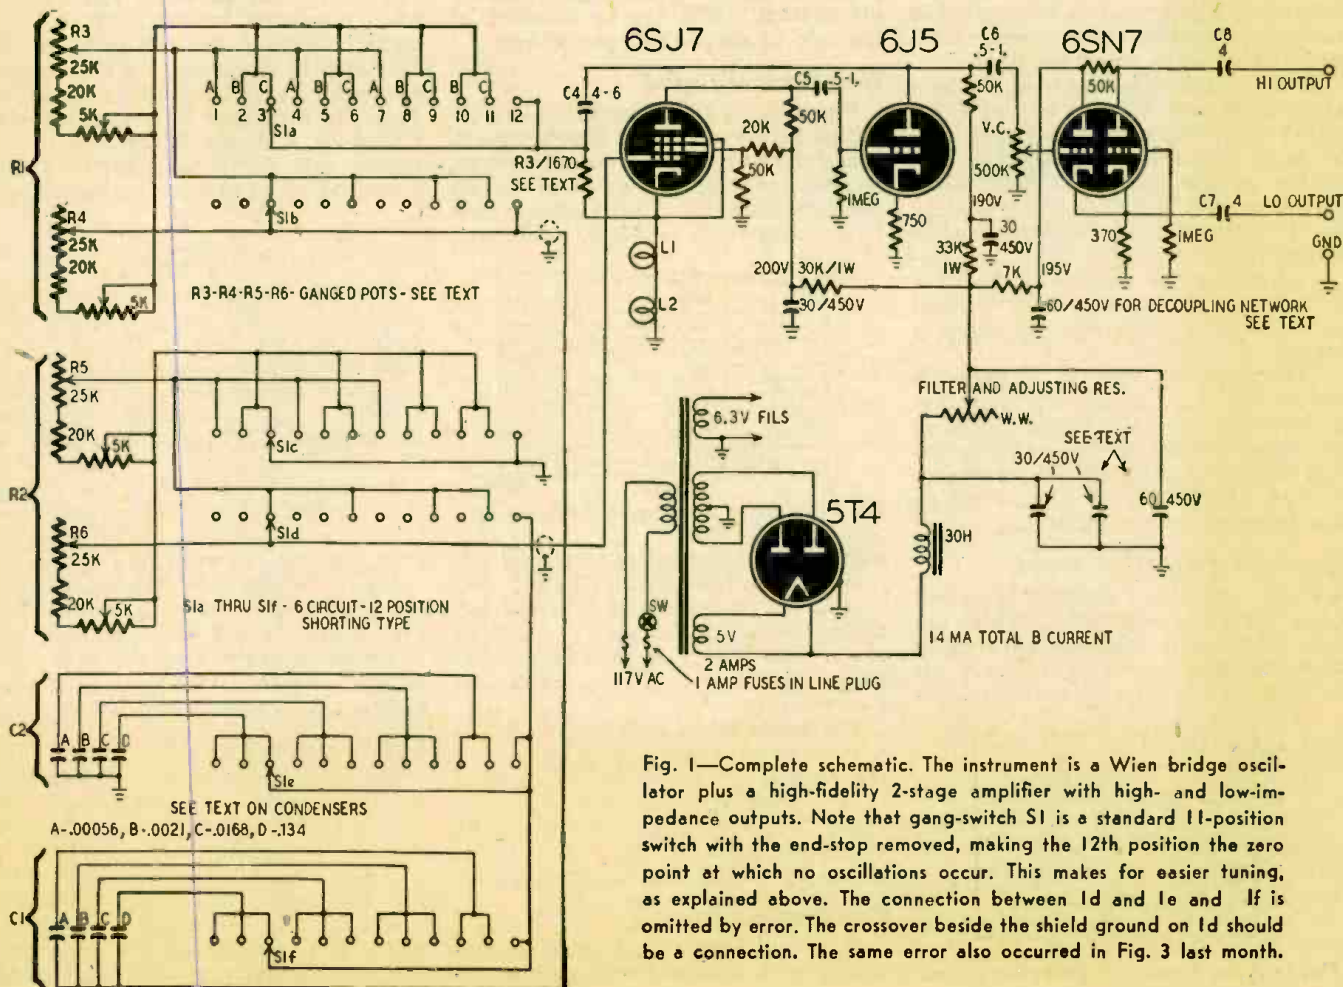 R3
25K
20K
5K
R1
R4
25K
20K
5K
A B C A B C A B C B C
1 2 3 4 5 6 7 8 9 10 11 12
S1a
S1b
R3-R4-R5-R6- GANGED POTS - SEE TEXT
R5
25K
20K
5K
R2
R6
25K
20K
5K
S1c
S1d
S1a THRU S1f - 6 CIRCUIT - 12 POSITION
SHORTING TYPE
C2
A B C D
S1e
SEE TEXT ON CONDENSERS
A-.00056, B-.0021, C-.0168, D-.134
C1
A B C D
S1f
6SJ7
6J5
6SN7
C4 4-6
R3/1670
SEE TEXT
L1
L2
20K
50K
50K
C5 .5-1.
1MEG
750
C6
.5-1.
50K
V.C.
500K
190V
30
450V
33K
1W
200V
30K/1W
30/450V
7K
195V
50K
370
1MEG
C8
4
HI OUTPUT
C7 4
LO OUTPUT
GND
60/450V FOR DECOUPLING NETWORK
SEE TEXT
FILTER AND ADJUSTING RES.
W.W.
SEE TEXT
30/450V
60 450V
6.3V FILS
5T4
30H
5V
SW
2 AMPS
117V AC
1 AMP FUSES IN LINE PLUG
14 MA TOTAL B CURRENT
Fig. 1—Complete schematic. The instrument is a Wien bridge oscil-
lator plus a high-fidelity 2-stage amplifier with high- and low-im-
pedance outputs. Note that gang-switch S1 is a standard 11-position
switch with the end-stop removed, making the 12th position the zero
point at which no oscillations occur. This makes for easier tuning,
as explained above. The connection between 1d and 1e and 1f is
omitted by error. The crossover beside the shield ground on 1d should
be a connection. The same error also occurred in Fig. 3 last month.